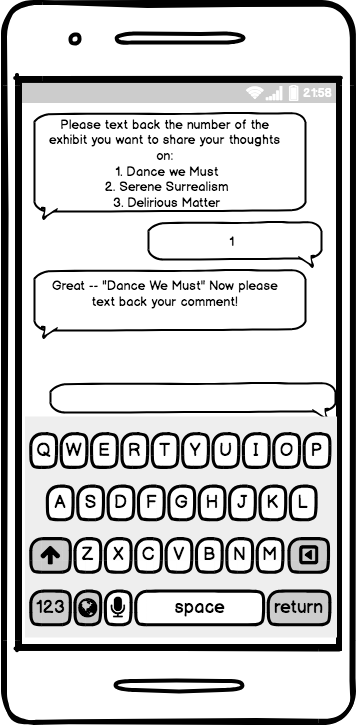 21:58
Please text back the number of the
exhibit you want to share your thoughts
on:
1. Dance we Must
2. Serene Surrealism
3. Delirious Matter
1
Great -- "Dance We Must" Now please
text back your comment!
Q W E R T Y U I O P
A S D F G H J K L
Z X C V B N M
123 space return